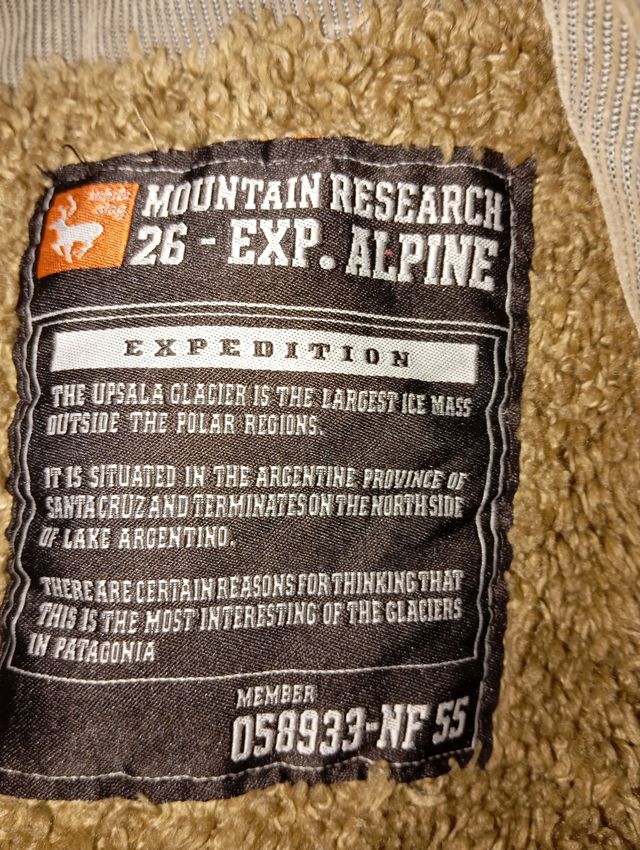 white
stag
MOUNTAIN RESEARCH
26 - EXP. ALPINE
EXPEDITION
THE UPSALA GLACIER IS THE LARGEST ICE MASS
OUTSIDE THE POLAR REGIONS.
IT IS SITUATED IN THE ARGENTINE PROVINCE OF
SANTA CRUZ AND TERMINATES ON THE NORTH SIDE
OF LAKE ARGENTINO.
THERE ARE CERTAIN REASONS FOR THINKING THAT
THIS IS THE MOST INTERESTING OF THE GLACIERS
IN PATAGONIA
MEMBER
058933-NF 55